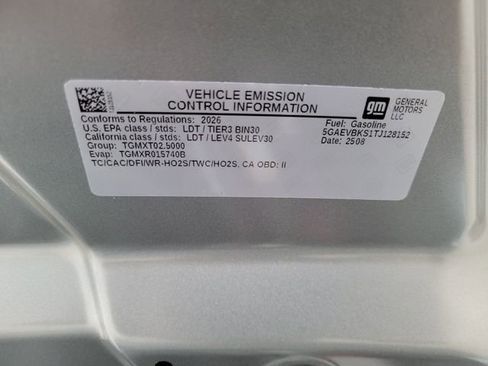 VEHICLE EMISSION
CONTROL INFORMATION
gm
GENERAL
MOTORS
LLC
Conforms to Regulations: 2026
Fuel: Gasoline
U.S. EPA class / stds: LDT / TIER3 BIN30
5GAEVBKS1TJ128152
California class / stds: LDT / LEV4 SULEV30
Date: 2508
Group: TGMXT02.5000
Evap: TGMXR015740B
TC/CAC/DFI/WR-HO2S/TWC/HO2S, CA OBD: II